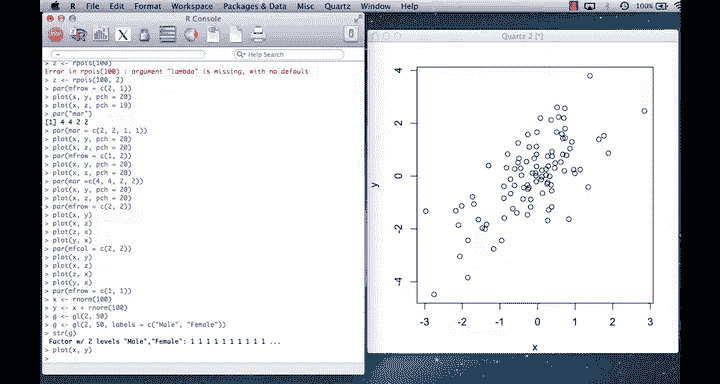 R File Edit Format Workspace Packages & Data Misc Quartz Window Help 100%
R Console
Help Search
> z <- rpois(100)
Error in rpois(100) : argument "lambda" is missing, with no default
> z <- rpois(100, 2)
> par(mfrow = c(2, 1))
> plot(x, y, pch = 20)
> plot(x, z, pch = 19)
> par("mar")
[1] 4 4 2 2
> par(mar = c(2, 2, 1, 1))
> plot(x, y, pch = 20)
> plot(x, z, pch = 20)
> par(mfrow = c(1, 2))
> plot(x, y, pch = 20)
> plot(x, z, pch = 20)
> par(mar =c(4, 4, 2, 2))
> plot(x, y, pch = 20)
> plot(x, z, pch = 20)
> par(mfrow = c(2, 2))
> plot(x, y)
> plot(x, z)
> plot(z, x)
> plot(y, x)
> par(mfcol = c(2, 2))
> plot(x, y)
> plot(x, z)
> plot(z, x)
> plot(y, x)
> par(mfrow = c(1, 1))
> x <- rnorm(100)
> y <- x + rnorm(100)
> g <- gl(2, 50)
> g <- gl(2, 50, labels = c("Male", "Female"))
> str(g)
Factor w/ 2 levels "Male","Female": 1 1 1 1 1 1 1 1 1 1 ...
> plot(x, y)
>
Quartz 2 [*]
4
2
0
-2
-4
y
-3 -2 -1 0 1 2 3
x